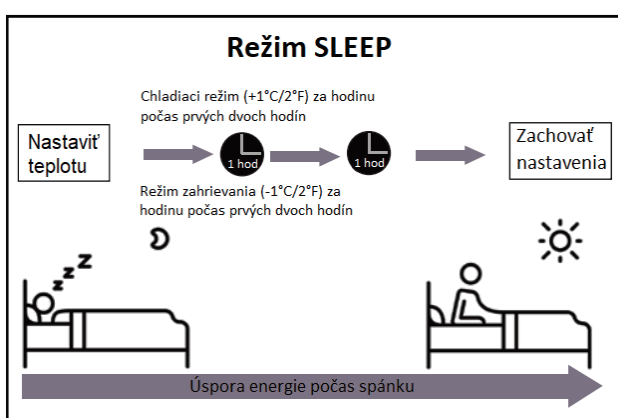 Režim SLEEP
Chladiaci režim (+1°C/2°F) za hodinu
počas prvých dvoch hodín
Nastaviť
teplotu
1 hod
1 hod
Zachovať
nastavenia
Režim zahrievania (-1°C/2°F) za
hodinu počas prvých dvoch hodín
z z Z
Úspora energie počas spánku